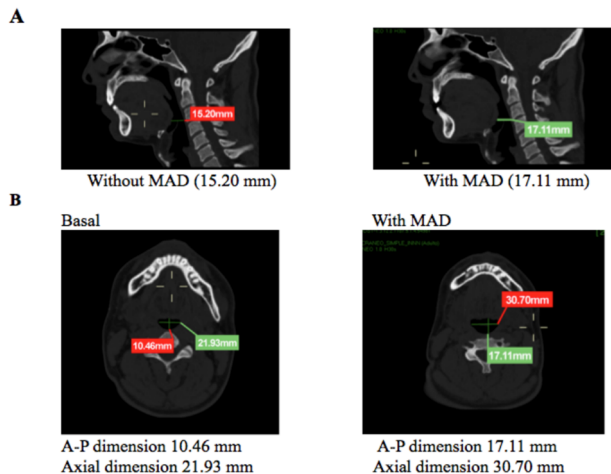 A
15.20mm
17.11mm
Without MAD (15.20 mm)
With MAD (17.11 mm)
B
Basal
With MAD
10.46mm
21.93mm
30.70mm
17.11mm
A-P dimension 10.46 mm
Axial dimension 21.93 mm
A-P dimension 17.11 mm
Axial dimension 30.70 mm